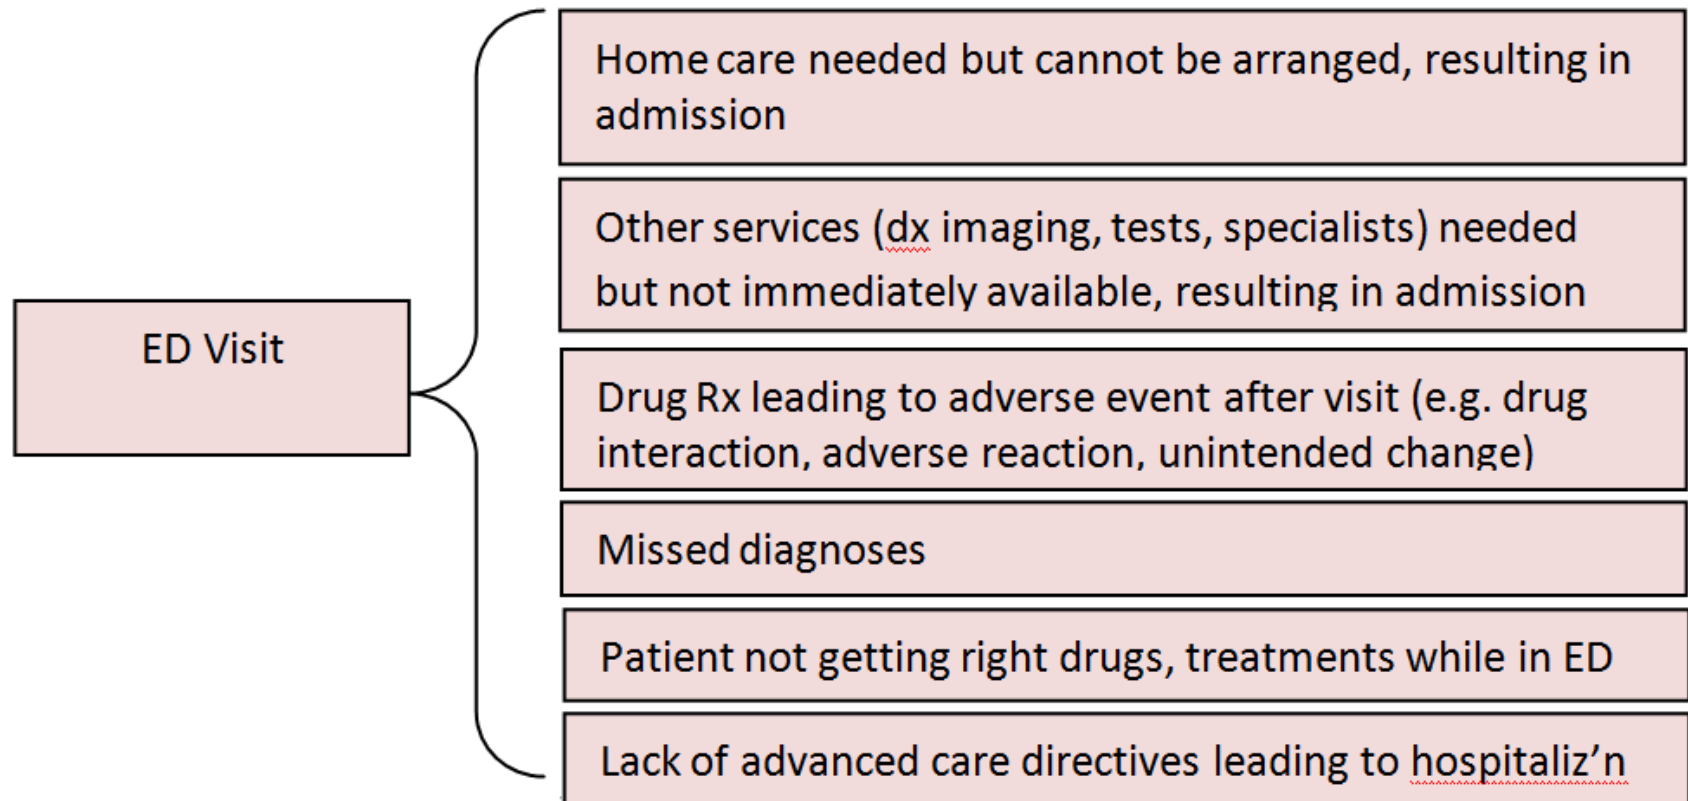 Home care needed but cannot be arranged, resulting in
admission
Other services (dx imaging, tests, specialists) needed
but not immediately available, resulting in admission
ED Visit
Drug Rx leading to adverse event after visit (e.g. drug
interaction, adverse reaction, unintended change)
Missed diagnoses
Patient not getting right drugs, treatments while in ED
Lack of advanced care directives leading to hospitaliz’n